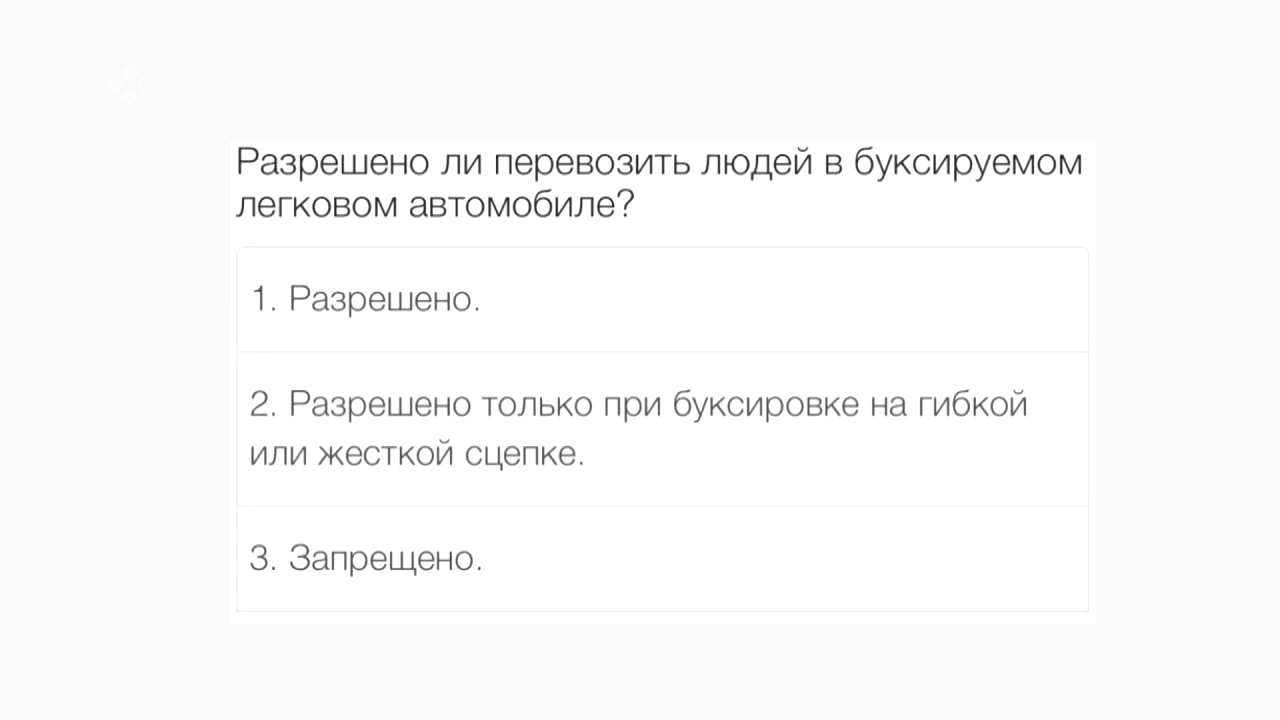 Разрешено ли перевозить людей в буксируемом
легковом автомобиле?
1. Разрешено.
2. Разрешено только при буксировке на гибкой
или жесткой сцепке.
3. Запрещено.